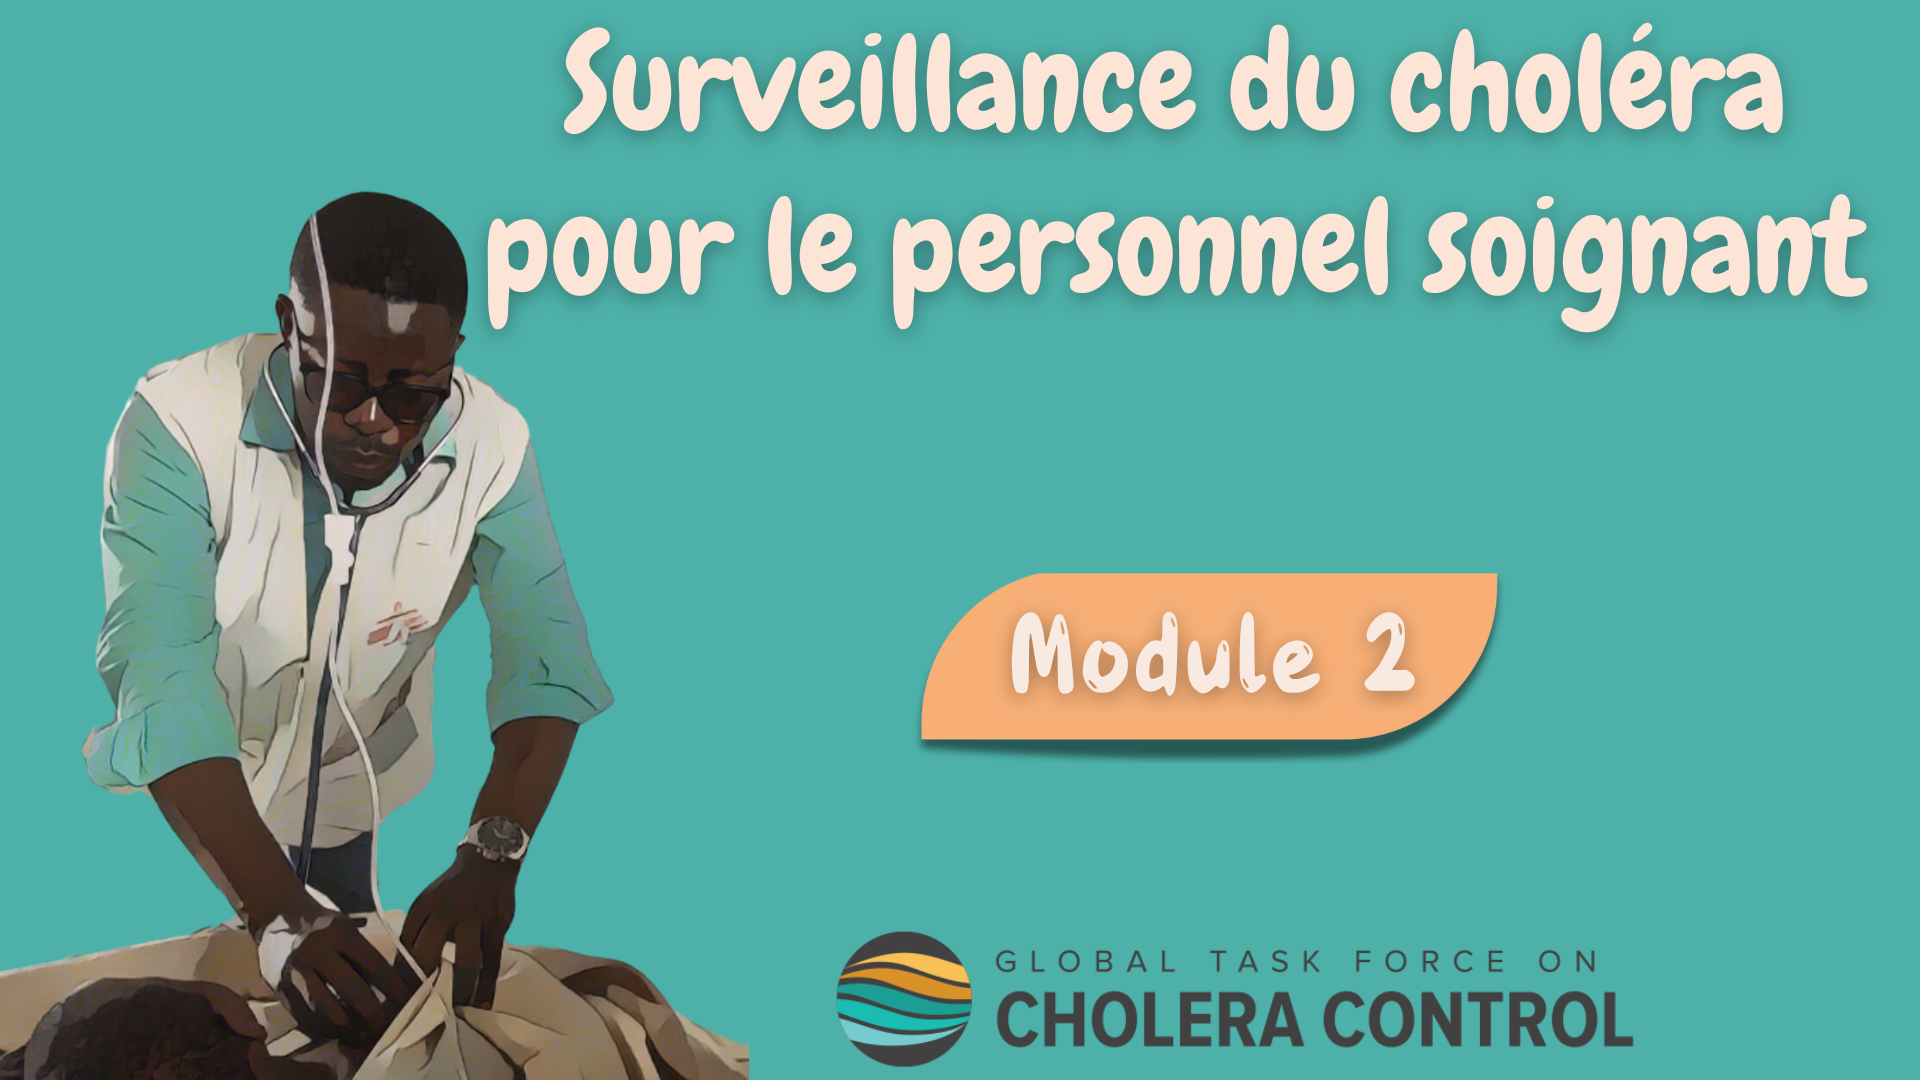 Surveillance du choléra
pour le personnel soignant
Module 2
GLOBAL TASK FORCE ON
CHOLERA CONTROL